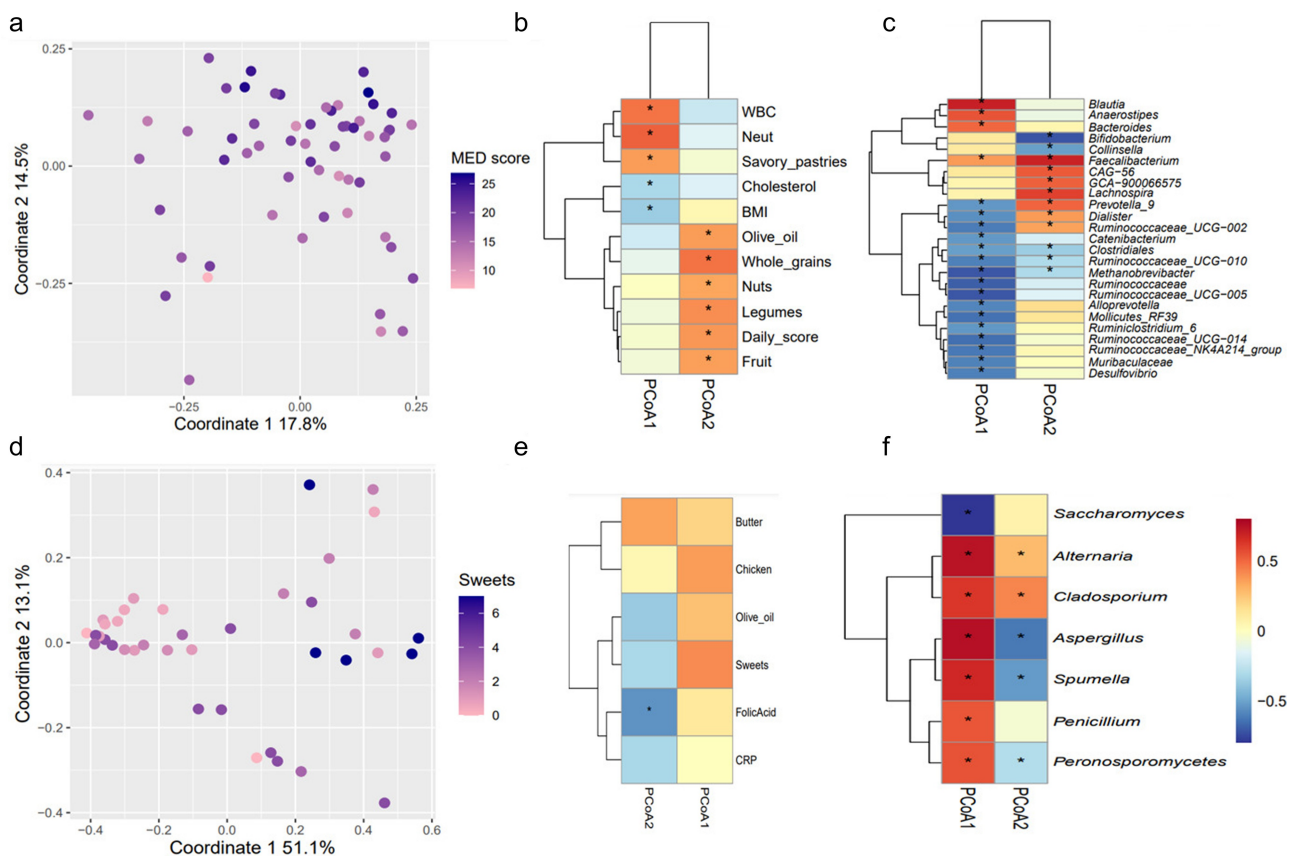 a
0.25
0.00
−0.25
−0.25
0.00
0.25
Coordinate 2 14.5%
Coordinate 1 17.8%
MED score
25
20
15
10
b
WBC
Neut
Savory_pastries
Cholesterol
BMI
Olive_oil
Whole_grains
Nuts
Legumes
Daily_score
Fruit
PCoA1
PCoA2
c
Blautia
Anaerostipes
Bacteroides
Bifidobacterium
Collinsella
Faecalibacterium
CAG-56
GCA-900066575
Lachnospira
Prevotella_9
Dialister
Ruminococcaceae_UCG-002
Catenibacterium
Clostridiales
Ruminococcaceae_UCG-010
Methanobrevibacter
Ruminococcaceae
Ruminococcaceae_UCG-005
Alloprevotella
Mollicutes_RF39
Ruminiclostridium_6
Ruminococcaceae_UCG-014
Ruminococcaceae_NK4A214_group
Muribaculaceae
Desulfovibrio
PCoA1
PCoA2
d
0.4
0.2
0.0
−0.2
−0.4
−0.4
−0.2
0.0
0.2
0.4
0.6
Coordinate 2 13.1%
Coordinate 1 51.1%
Sweets
6
4
2
0
e
Butter
Chicken
Olive_oil
Sweets
FolicAcid
CRP
PCoA2
PCoA1
f
Saccharomyces
Alternaria
Cladosporium
Aspergillus
Spumella
Penicillium
Peronosporomycetes
PCoA1
PCoA2
0.5
0
−0.5